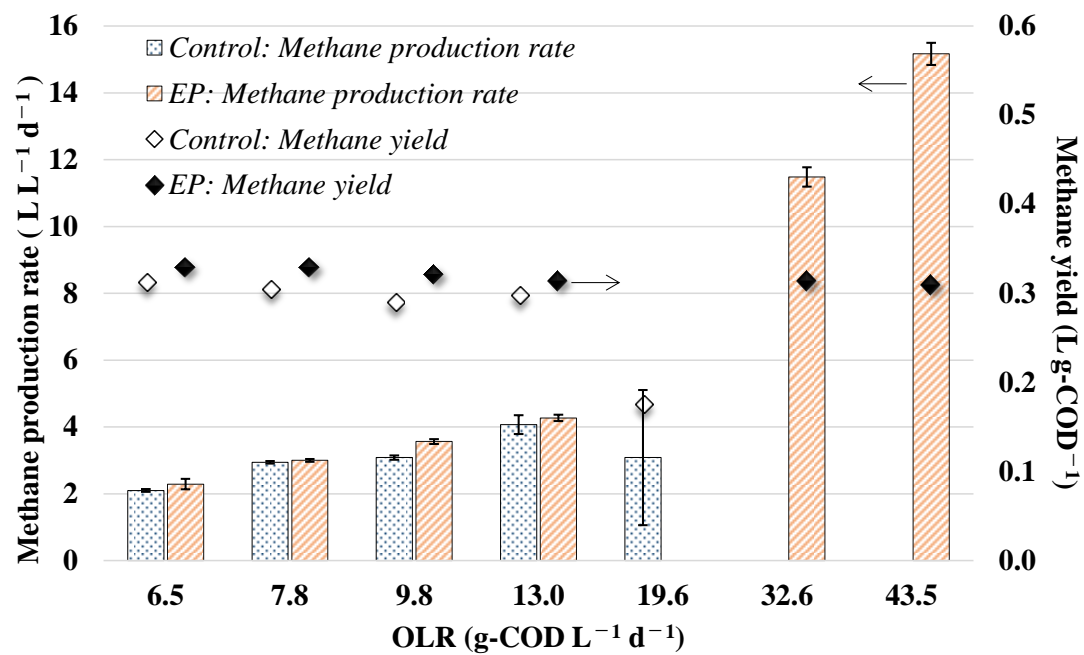 16
14
12
10
8
6
4
2
0
Methane production rate ( L L⁻¹ d⁻¹ )
Control: Methane production rate
EP: Methane production rate
Control: Methane yield
EP: Methane yield
0.6
0.5
0.4
0.3
0.2
0.1
0.0
Methane yield (L g-COD⁻¹)
6.5 7.8 9.8 13.0 19.6 32.6 43.5
OLR (g-COD L⁻¹ d⁻¹)